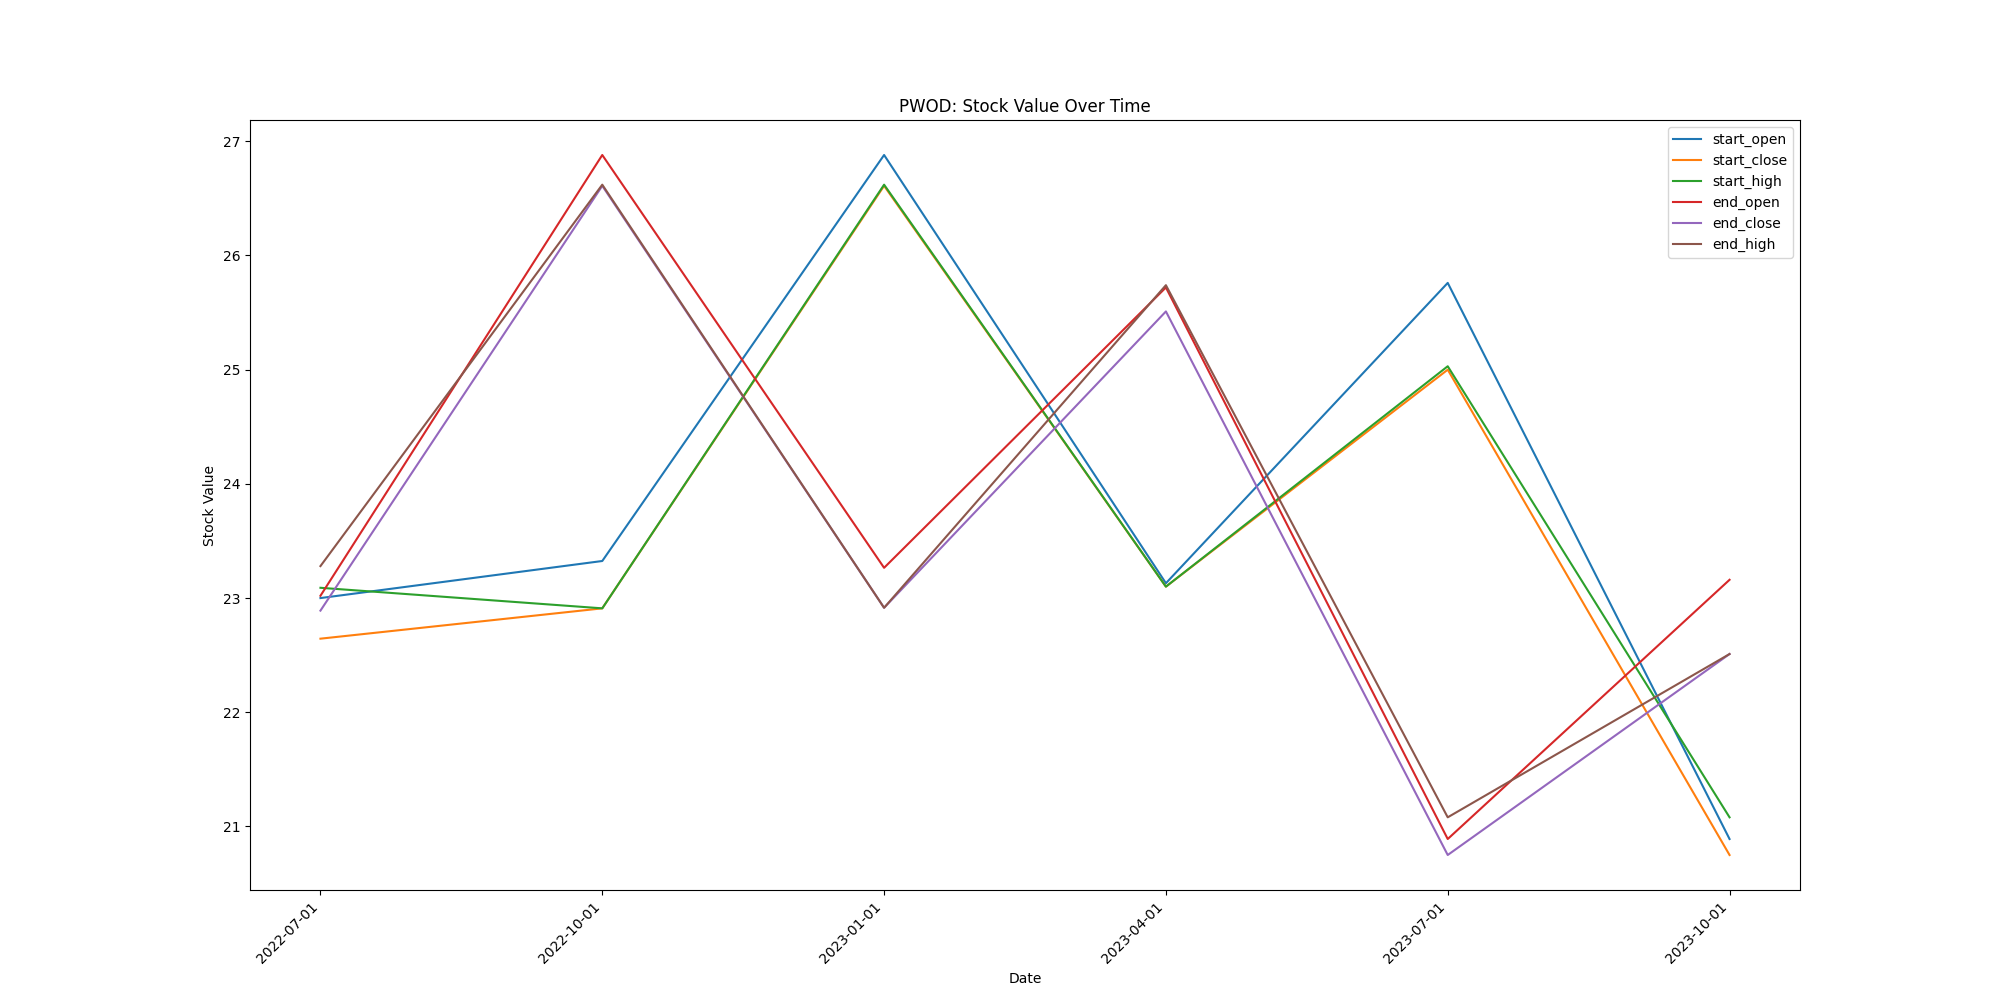 PWOD: Stock Value Over Time
27
26
25
24
23
22
21
Stock Value
start_open
start_close
start_high
end_open
end_close
end_high
2022-07-01
2022-10-01
2023-01-01
2023-04-01
2023-07-01
2023-10-01
Date